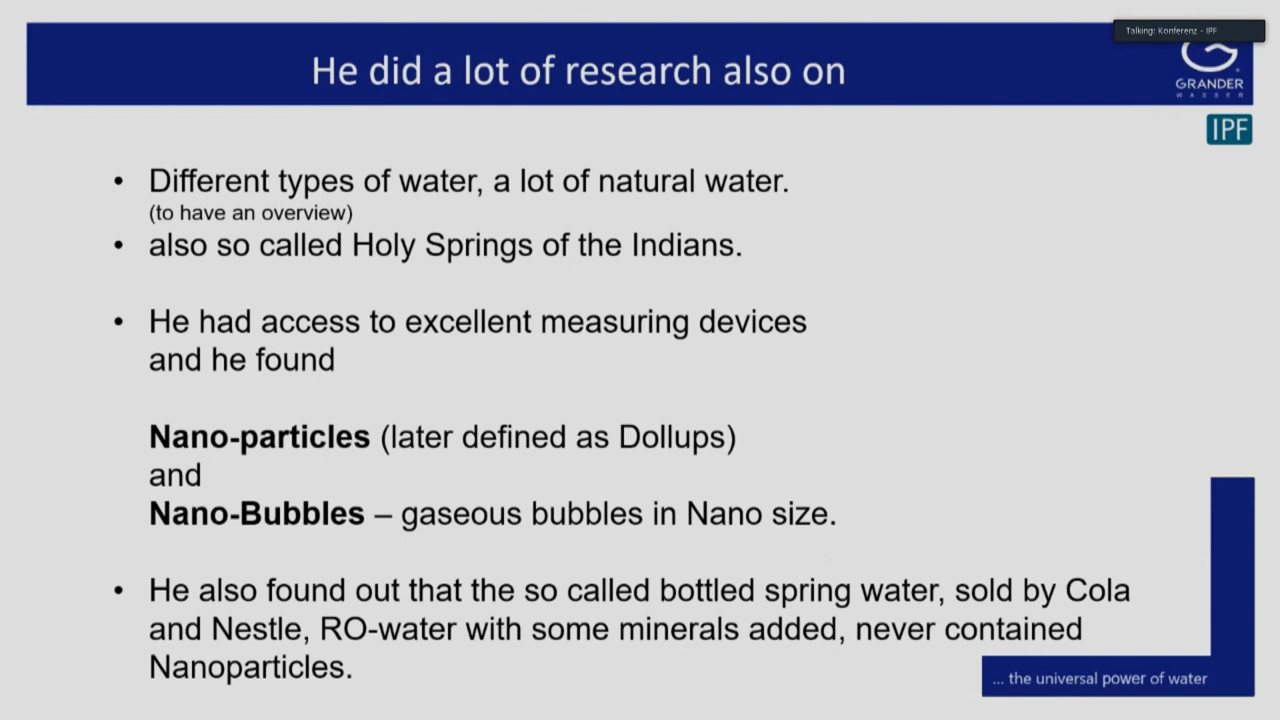 Talking: Konferenz - IPF
He did a lot of research also on
GRANDER
WASSER
IPF
• Different types of water, a lot of natural water.
(to have an overview)
• also so called Holy Springs of the Indians.
• He had access to excellent measuring devices
and he found
Nano-particles (later defined as Dollups)
and
Nano-Bubbles – gaseous bubbles in Nano size.
• He also found out that the so called bottled spring water, sold by Cola
and Nestle, RO-water with some minerals added, never contained
Nanoparticles.
... the universal power of water